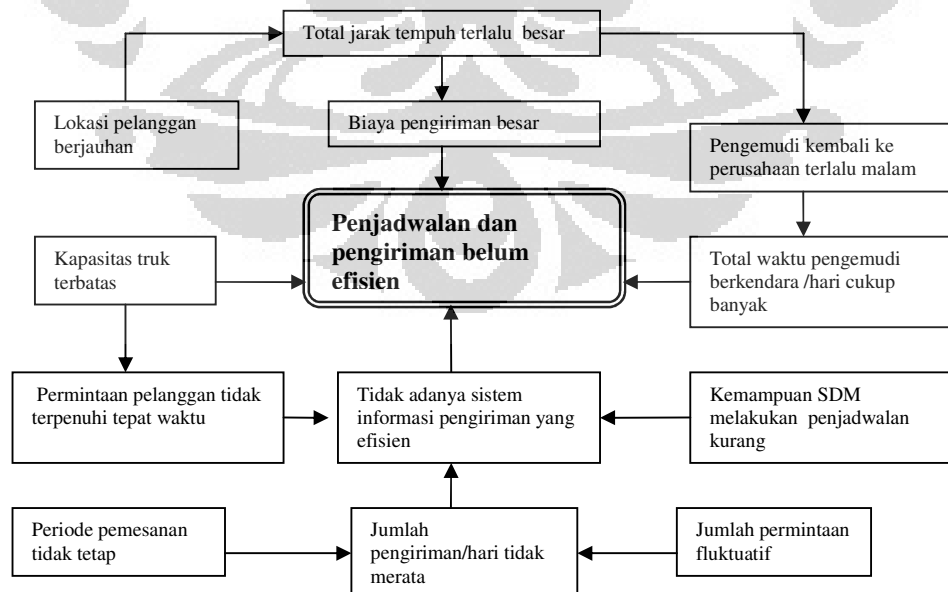 Total jarak tempuh terlalu besar
Lokasi pelanggan
berjauhan
Biaya pengiriman besar
Pengemudi kembali ke
perusahaan terlalu malam
Penjadwalan dan
pengiriman belum
efisien
Kapasitas truk
terbatas
Total waktu pengemudi
berkendara /hari cukup
banyak
Permintaan pelanggan tidak
terpenuhi tepat waktu
Tidak adanya sistem
informasi pengiriman yang
efisien
Kemampuan SDM
melakukan penjadwalan
kurang
Periode pemesanan
tidak tetap
Jumlah
pengiriman/hari tidak
merata
Jumlah permintaan
fluktuatif